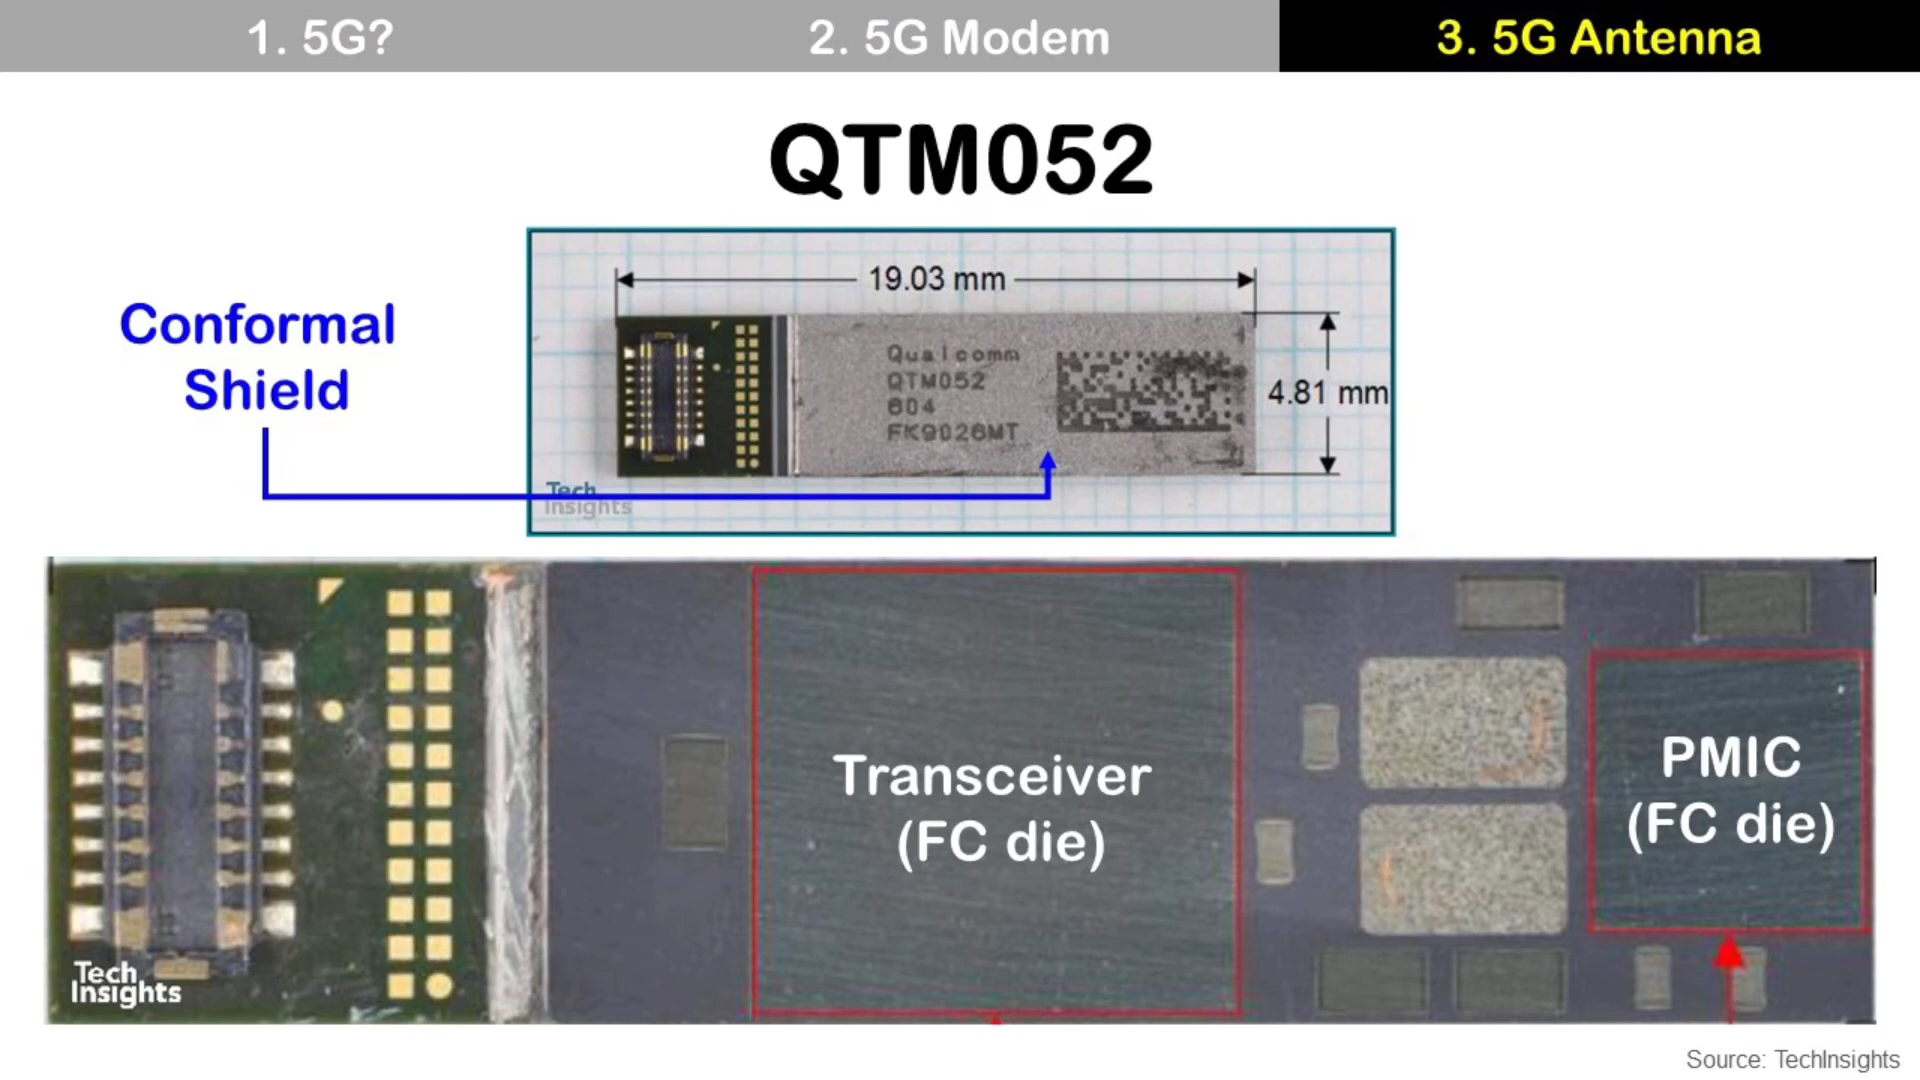 1. 5G?
2. 5G Modem
3. 5G Antenna
QTM052
19.03 mm
Conformal
Shield
Qualcomm
QTM052
804
FK9026MT
4.81 mm
Tech
Insights
Transceiver
(FC die)
PMIC
(FC die)
Tech
Insights
Source: TechInsights